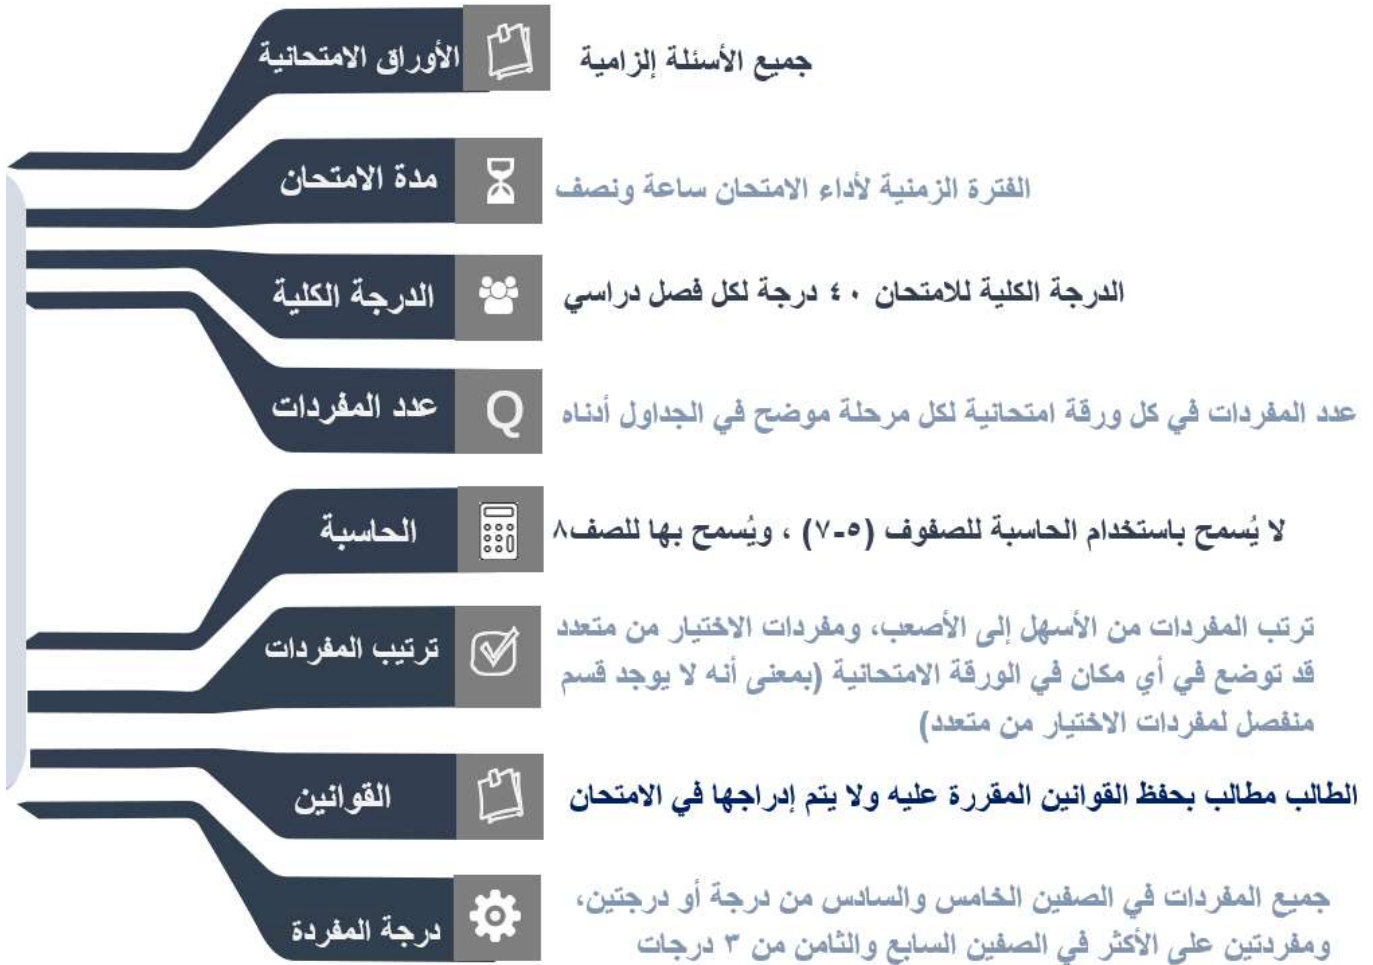 الأوراق الامتحانية
جميع الأسئلة إلزامية
مدة الامتحان
الفترة الزمنية لأداء الامتحان ساعة ونصف
الدرجة الكلية
الدرجة الكلية للامتحان ٤٠ درجة لكل فصل دراسي
عدد المفردات
Q
عدد المفردات في كل ورقة امتحانية لكل مرحلة موضح في الجداول أدناه
الحاسبة
لا يُسمح باستخدام الحاسبة للصفوف (٥-٧) ، ويُسمح بها للصف٨
ترتيب المفردات
ترتب المفردات من الأسهل إلى الأصعب، ومفردات الاختيار من متعدد
قد توضع في أي مكان في الورقة الامتحانية (بمعنى أنه لا يوجد قسم
منفصل لمفردات الاختيار من متعدد)
القوانين
الطالب مطالب بحفظ القوانين المقررة عليه ولا يتم إدراجها في الامتحان
درجة المفردة
جميع المفردات في الصفين الخامس والسادس من درجة أو درجتين،
ومفردتين على الأكثر في الصفين السابع والثامن من ٣ درجات